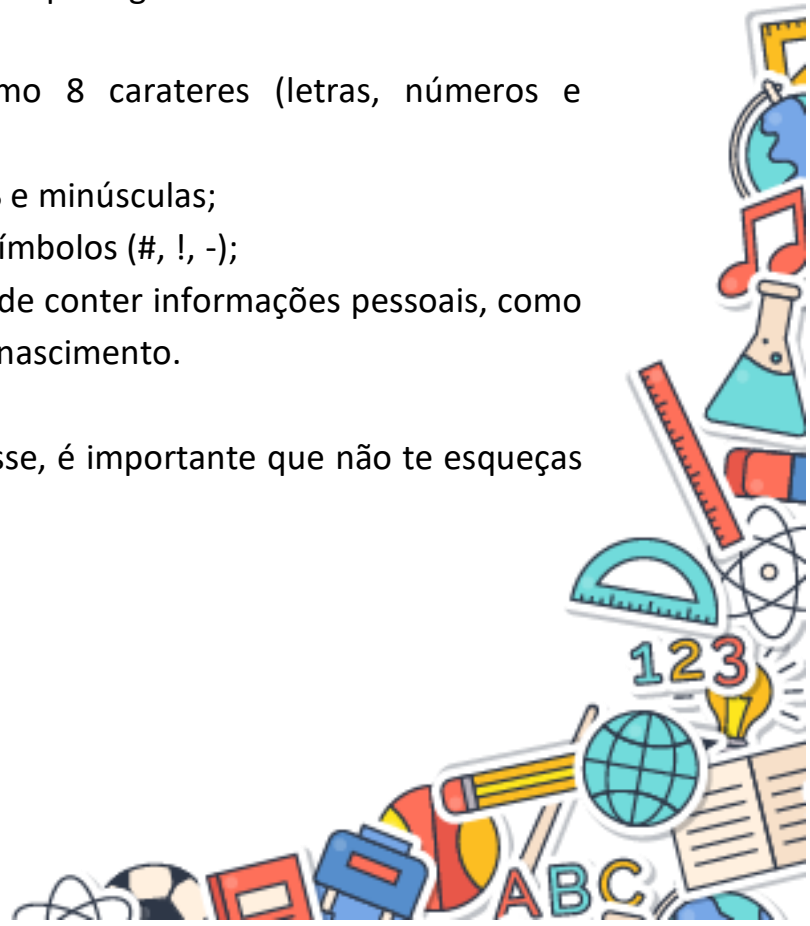 mo 8 carateres (letras, números e
e minúsculas;
ímbolos (#, !, -);
de conter informações pessoais, como
nascimento.
sse, é importante que não te esqueças
123
ABC